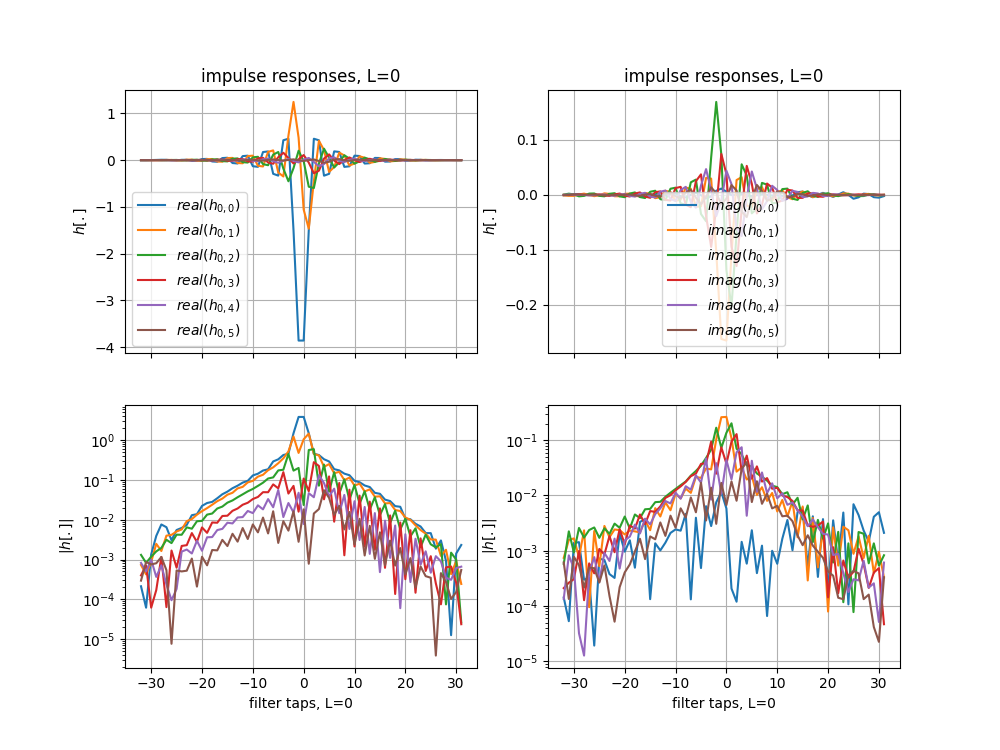 impulse responses, L=0
1
0
−1
−2
−3
−4
h[.]
real(h0,0)
real(h0,1)
real(h0,2)
real(h0,3)
real(h0,4)
real(h0,5)
impulse responses, L=0
0.1
0.0
−0.1
−0.2
h[.]
imag(h0,0)
imag(h0,1)
imag(h0,2)
imag(h0,3)
imag(h0,4)
imag(h0,5)
10^0
10^−1
10^−2
10^−3
10^−4
10^−5
|h[.]|
−30 −20 −10 0 10 20 30
filter taps, L=0
10^−1
10^−2
10^−3
10^−4
10^−5
|h[.]|
−30 −20 −10 0 10 20 30
filter taps, L=0